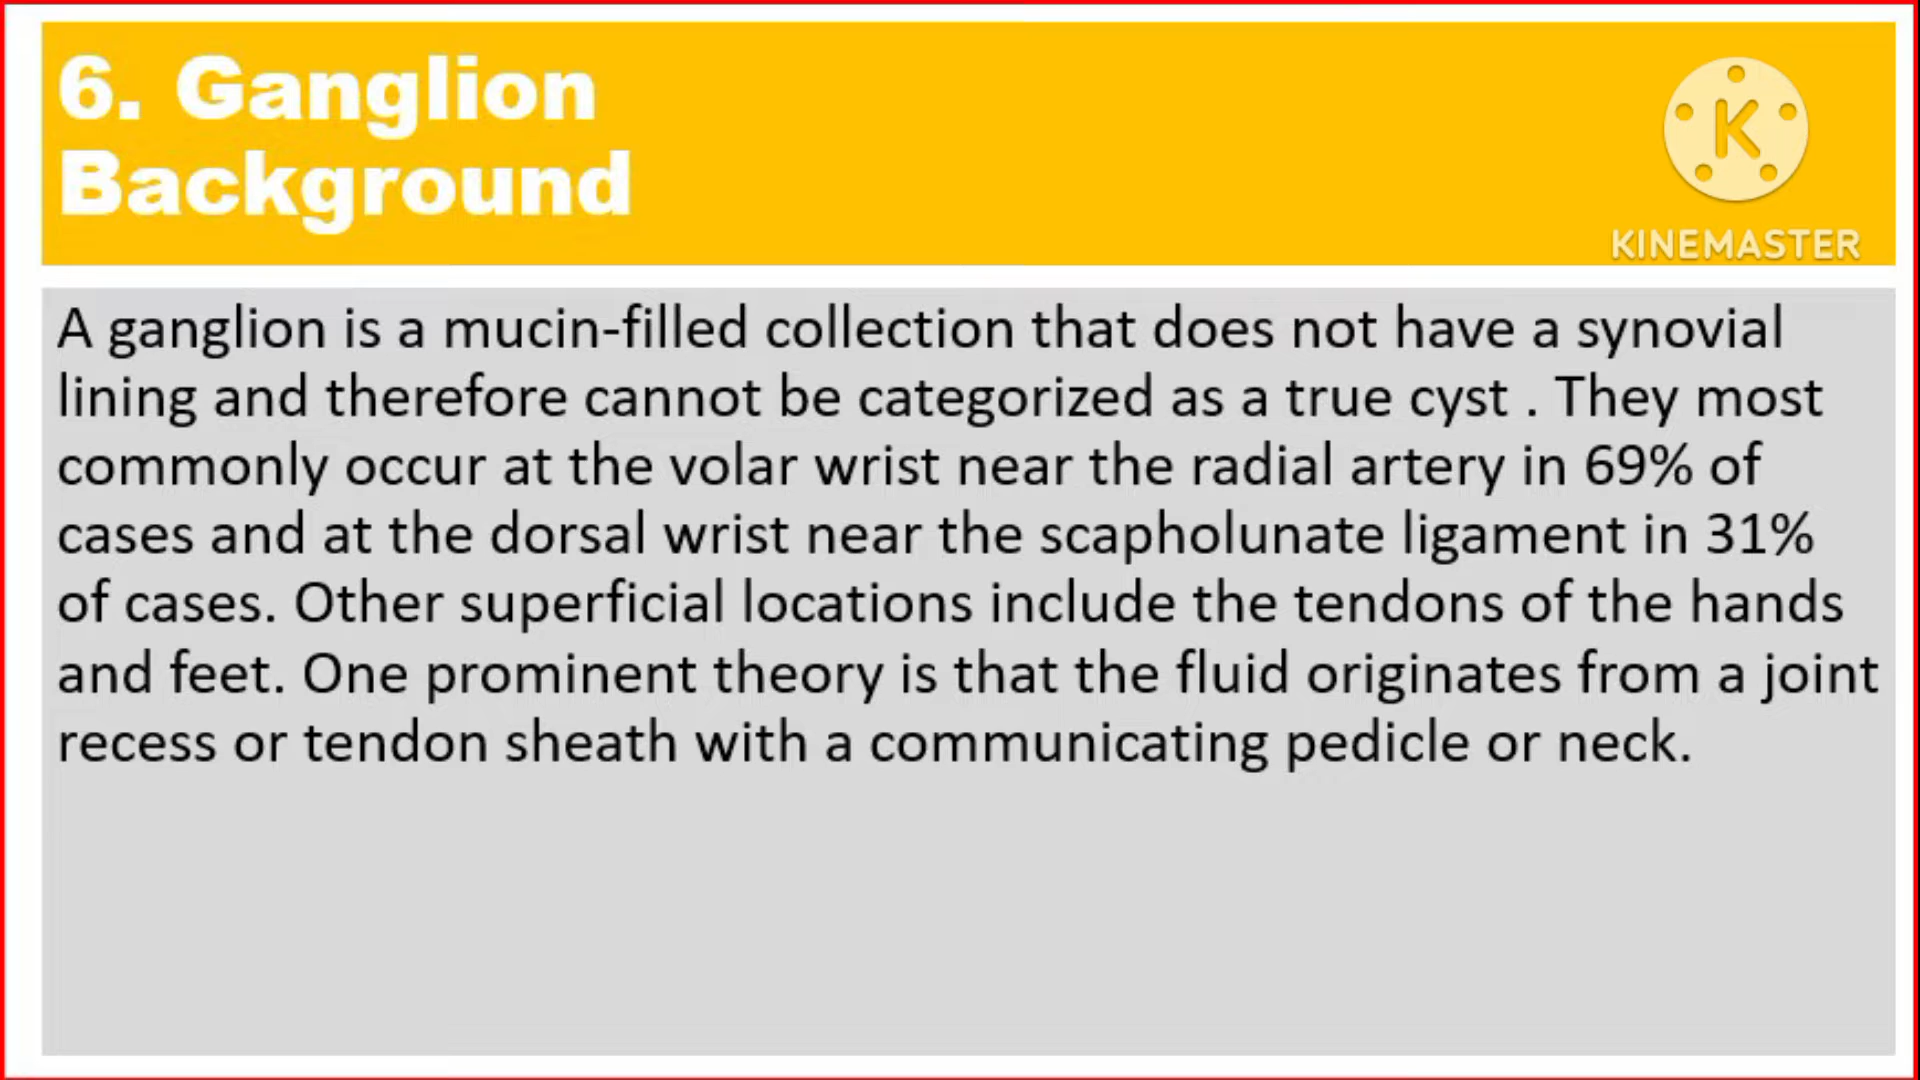 6. Ganglion
Background
K
KINEMASTER
A ganglion is a mucin-filled collection that does not have a synovial
lining and therefore cannot be categorized as a true cyst . They most
commonly occur at the volar wrist near the radial artery in 69% of
cases and at the dorsal wrist near the scapholunate ligament in 31%
of cases. Other superficial locations include the tendons of the hands
and feet. One prominent theory is that the fluid originates from a joint
recess or tendon sheath with a communicating pedicle or neck.